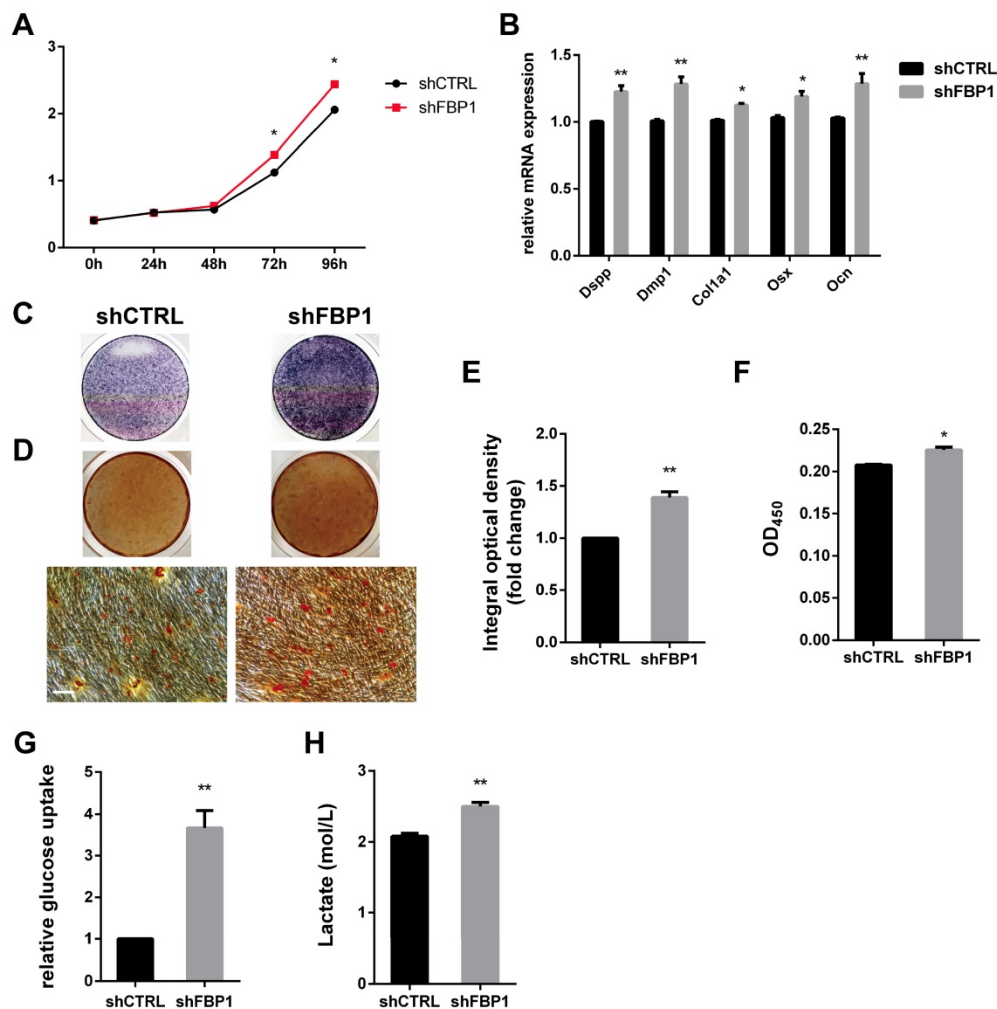 A
3
2
1
0
0h 24h 48h 72h 96h
* *
shCTRL
shFBP1
B
relative mRNA expression
1.5
1.0
0.5
0.0
** ** * * **
Dspp Dmp1 Col1a1 Osx Ocn
shCTRL
shFBP1
C
shCTRL shFBP1
D
E
Integral optical density
(fold change)
2.0
1.5
1.0
0.5
0.0
**
shCTRL shFBP1
F
OD450
0.25
0.20
0.15
0.10
0.05
0.00
*
shCTRL shFBP1
G
relative glucose uptake
5
4
3
2
1
0
**
shCTRL shFBP1
H
Lactate (mol/L)
3
2
1
0
**
shCTRL shFBP1